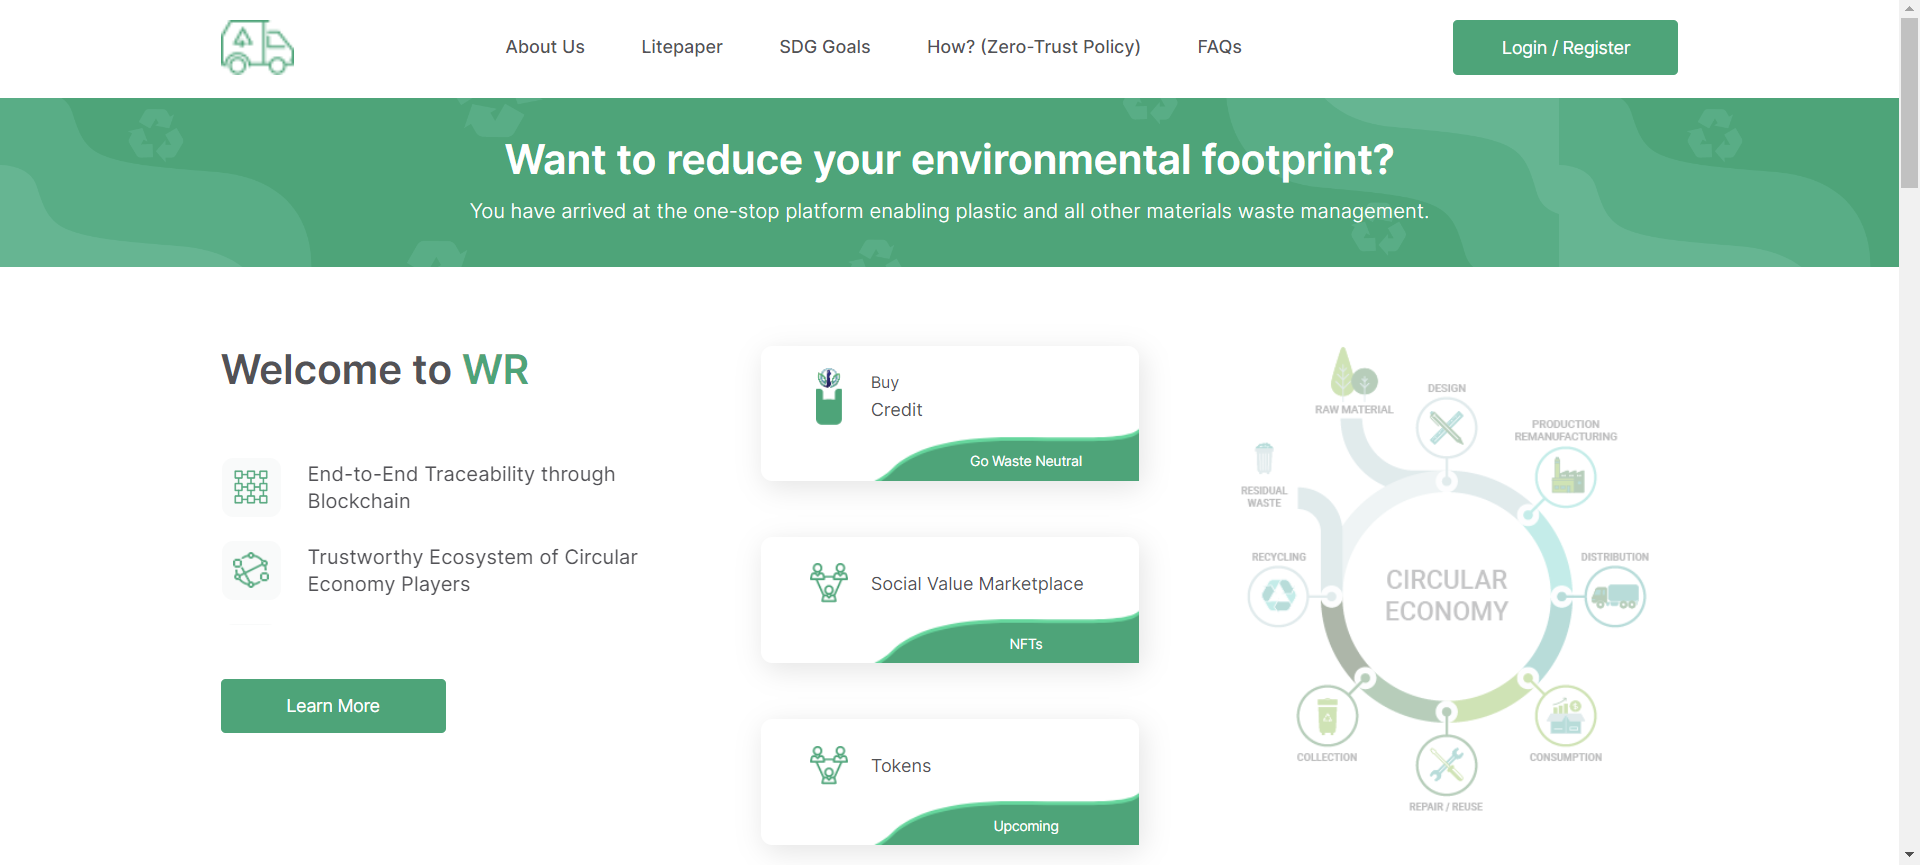 About Us
Litepaper
SDG Goals
How? (Zero-Trust Policy)
FAQs
Login / Register
Want to reduce your environmental footprint?
You have arrived at the one-stop platform enabling plastic and all other materials waste management.
Welcome to WR
End-to-End Traceability through
Blockchain
Trustworthy Ecosystem of Circular
Economy Players
Learn More
Buy
Credit
Go Waste Neutral
Social Value Marketplace
NFTs
Tokens
Upcoming
RAW MATERIAL
DESIGN
PRODUCTION
REMANUFACTURING
RESIDUAL
WASTE
RECYCLING
DISTRIBUTION
CIRCULAR
ECONOMY
COLLECTION
CONSUMPTION
REPAIR / REUSE